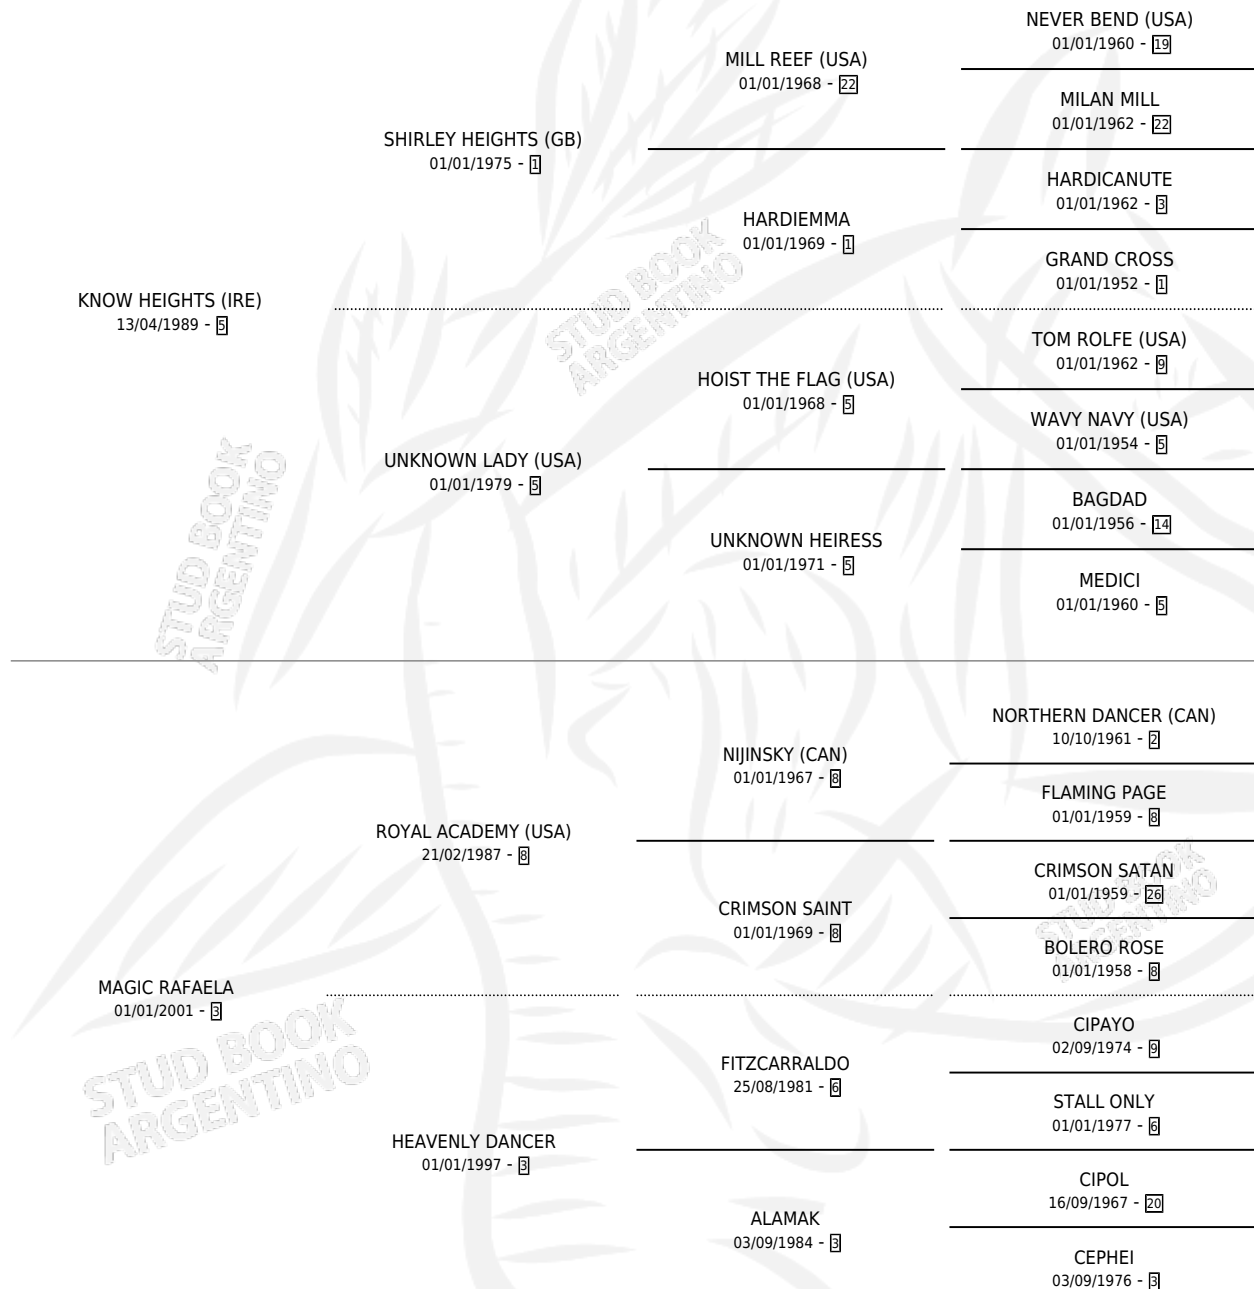 NEVER BEND (USA)
01/01/1960 - 19
MILL REEF (USA)
01/01/1968 - 22
MILAN MILL
01/01/1962 - 22
SHIRLEY HEIGHTS (GB)
01/01/1975 - 1
HARDICANUTE
01/01/1962 - 3
HARDIEMMA
01/01/1969 - 1
GRAND CROSS
01/01/1952 - 1
KNOW HEIGHTS (IRE)
13/04/1989 - 5
TOM ROLFE (USA)
01/01/1962 - 9
HOIST THE FLAG (USA)
01/01/1968 - 5
WAVY NAVY (USA)
01/01/1954 - 5
UNKNOWN LADY (USA)
01/01/1979 - 5
BAGDAD
01/01/1956 - 14
UNKNOWN HEIRESS
01/01/1971 - 5
MEDICI
01/01/1960 - 5
NORTHERN DANCER (CAN)
10/10/1961 - 2
NIJINSKY (CAN)
01/01/1967 - 8
FLAMING PAGE
01/01/1959 - 8
ROYAL ACADEMY (USA)
21/02/1987 - 8
CRIMSON SATAN
01/01/1959 - 26
CRIMSON SAINT
01/01/1969 - 8
BOLERO ROSE
01/01/1958 - 8
MAGIC RAFAELA
01/01/2001 - 3
CIPAYO
02/09/1974 - 9
FITZCARRALDO
25/08/1981 - 6
STALL ONLY
01/01/1977 - 6
HEAVENLY DANCER
01/01/1997 - 3
CIPOL
16/09/1967 - 20
ALAMAK
03/09/1984 - 3
CEPHEI
03/09/1976 - 3
STUD BOOK
ARGENTINO
STUD BOOK
ARGENTINO
STUD BOOK
ARGENTINO
STUD BOOK
ARGENTINO